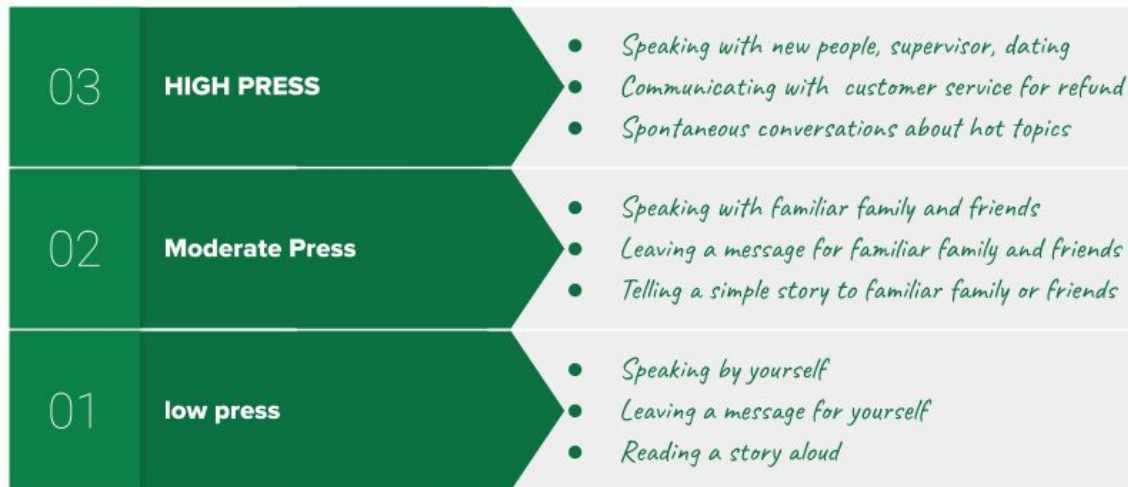 03
HIGH PRESS
● Speaking with new people, supervisor, dating
● Communicating with customer service for refund
● Spontaneous conversations about hot topics
02
Moderate Press
● Speaking with familiar family and friends
● Leaving a message for familiar family and friends
● Telling a simple story to familiar family or friends
01
low press
● Speaking by yourself
● Leaving a message for yourself
● Reading a story aloud